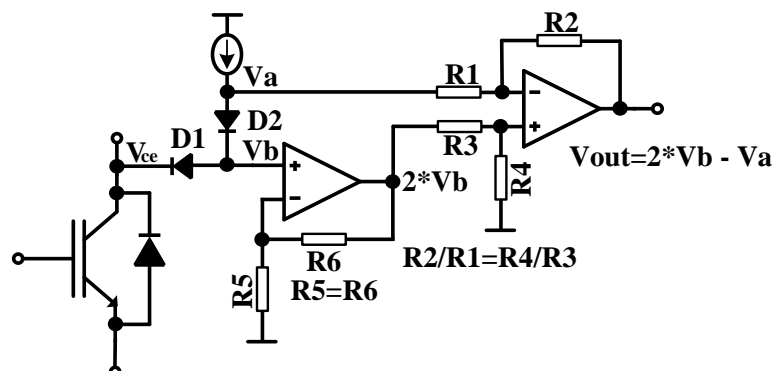 R2
Va
R1
D1
D2
Vce
Vb
R3
R4
Vout=2*Vb - Va
2*Vb
R6
R5
R5=R6
R2/R1=R4/R3